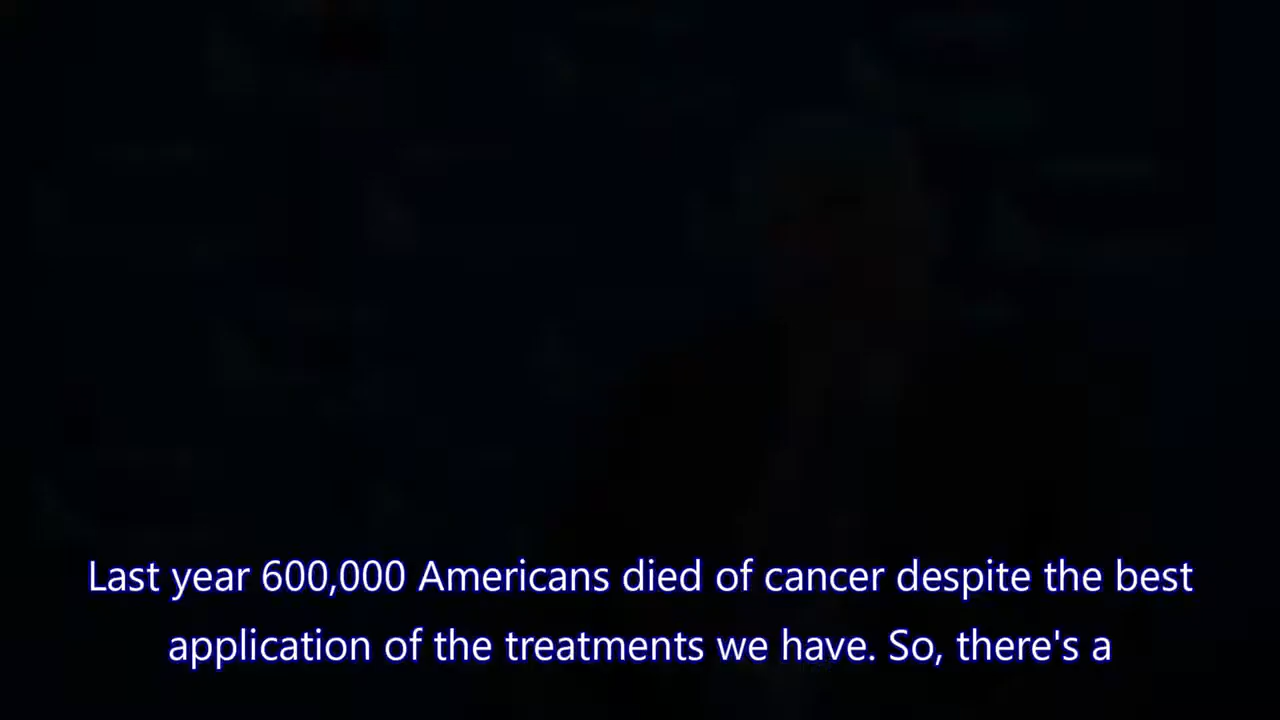 Last year 600,000 Americans died of cancer despite the best
application of the treatments we have. So, there's a